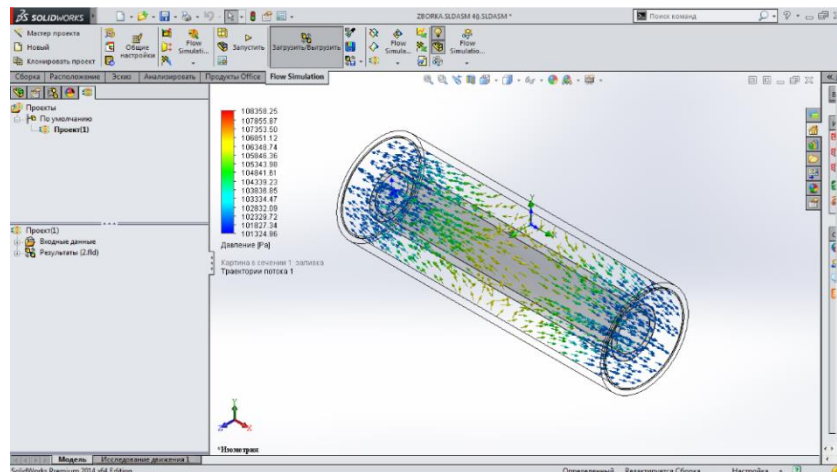 SOLIDWORKS
ZBORKA.SLDASM 40.SLDASM *
Поиск команд
Мастер проекта
Новый
Клонировать проект
Общие настройки
Flow Simulati...
Запустить
Загрузить/Выгрузить
Flow Simula...
Flow Simulatio...
Сборка
Расположение
Эскиз
Анализировать
Продукты Office
Flow Simulation
Проекты
По умолчанию
Проект(1)
108358.25
107855.87
107353.50
106851.12
106348.74
105846.36
105343.98
104841.61
104339.23
103836.85
103334.47
102832.09
102329.72
101827.34
101324.96
Давление [Pa]
Картина в сечении 1: заливка
Траектории потока 1
Проект(1)
Входные данные
Результаты (2.fld)
Y
Y
X
Z
*Изометрия
Модель
Исследование движения 1
SolidWorks Premium 2014 x64 Edition
Определенный
Редактируется Сборка
Настройка